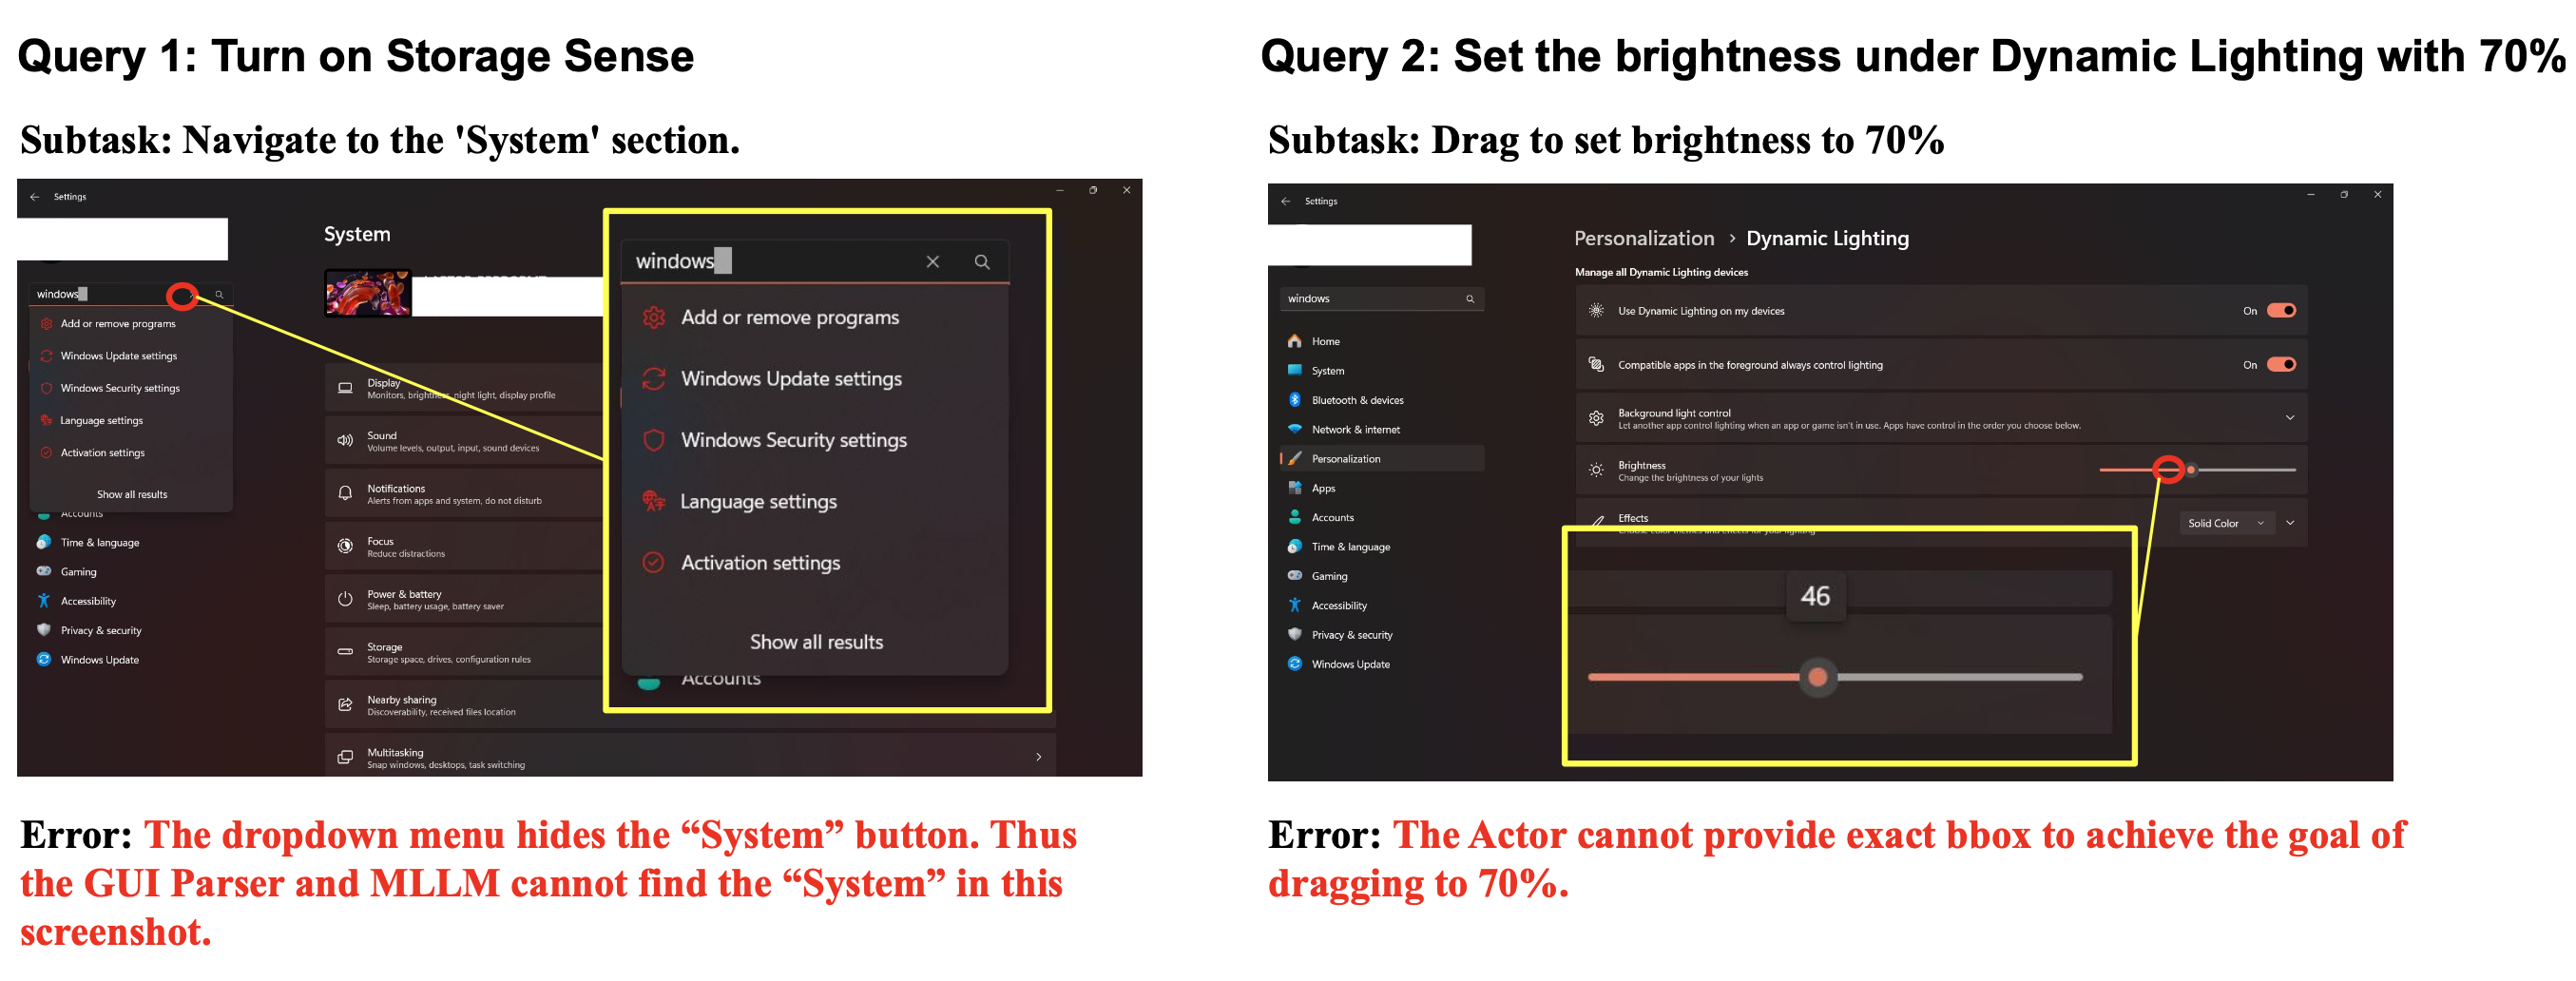 Query 1: Turn on Storage Sense
Subtask: Navigate to the 'System' section.
Settings
System
windows
Add or remove programs
Windows Update settings
Windows Security settings
Language settings
Activation settings
Show all results
Accounts
Time & language
Gaming
Accessibility
Privacy & security
Windows Update
Display
Monitors, brightness, night light, display profile
Sound
Volume levels, output, input, sound devices
Notifications
Alerts from apps and system, do not disturb
Focus
Reduce distractions
Power & battery
Sleep, battery usage, battery saver
Storage
Storage space, drives, configuration rules
Nearby sharing
Discoverability, received files location
Multitasking
Snap windows, desktops, task switching
windows
Add or remove programs
Windows Update settings
Windows Security settings
Language settings
Activation settings
Show all results
Accounts
Error: The dropdown menu hides the “System” button. Thus
the GUI Parser and MLLM cannot find the “System” in this
screenshot.
Query 2: Set the brightness under Dynamic Lighting with 70%
Subtask: Drag to set brightness to 70%
Settings
windows
Home
System
Bluetooth & devices
Network & internet
Personalization
Apps
Accounts
Time & language
Gaming
Accessibility
Privacy & security
Windows Update
Personalization › Dynamic Lighting
Manage all Dynamic Lighting devices
Use Dynamic Lighting on my devices On
Compatible apps in the foreground always control lighting On
Background light control
Let another app control lighting when an app or game isn't in use. Apps have control in the order you choose below.
Brightness
Change the brightness of your lights
Effects Solid Color
Choose color themes and effects for your lighting
46
Error: The Actor cannot provide exact bbox to achieve the goal of
dragging to 70%.